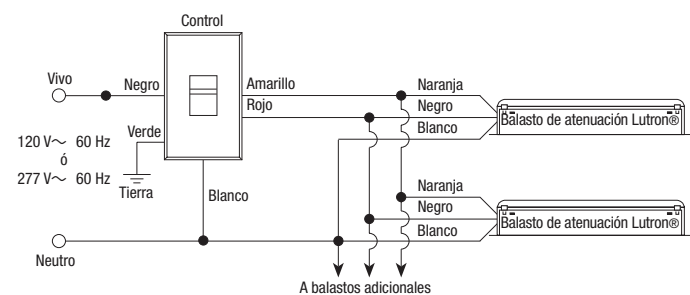 Control
Vivo
Negro
Amarillo
Rojo
Naranja
Negro
Blanco
Balasto de atenuación Lutron®
120 V~ 60 Hz
ó
277 V~ 60 Hz
Verde
Tierra
Blanco
Naranja
Negro
Blanco
Balasto de atenuación Lutron®
Neutro
A balastos adicionales